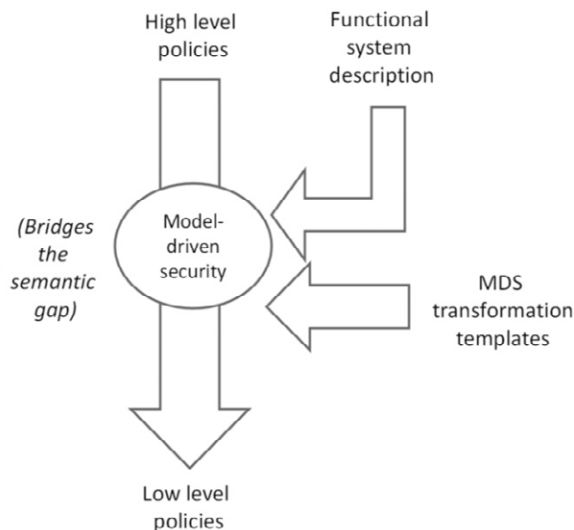 High level
policies
Functional
system
description
(Bridges
the
semantic
gap)
Model-
driven
security
MDS
transformation
templates
Low level
policies